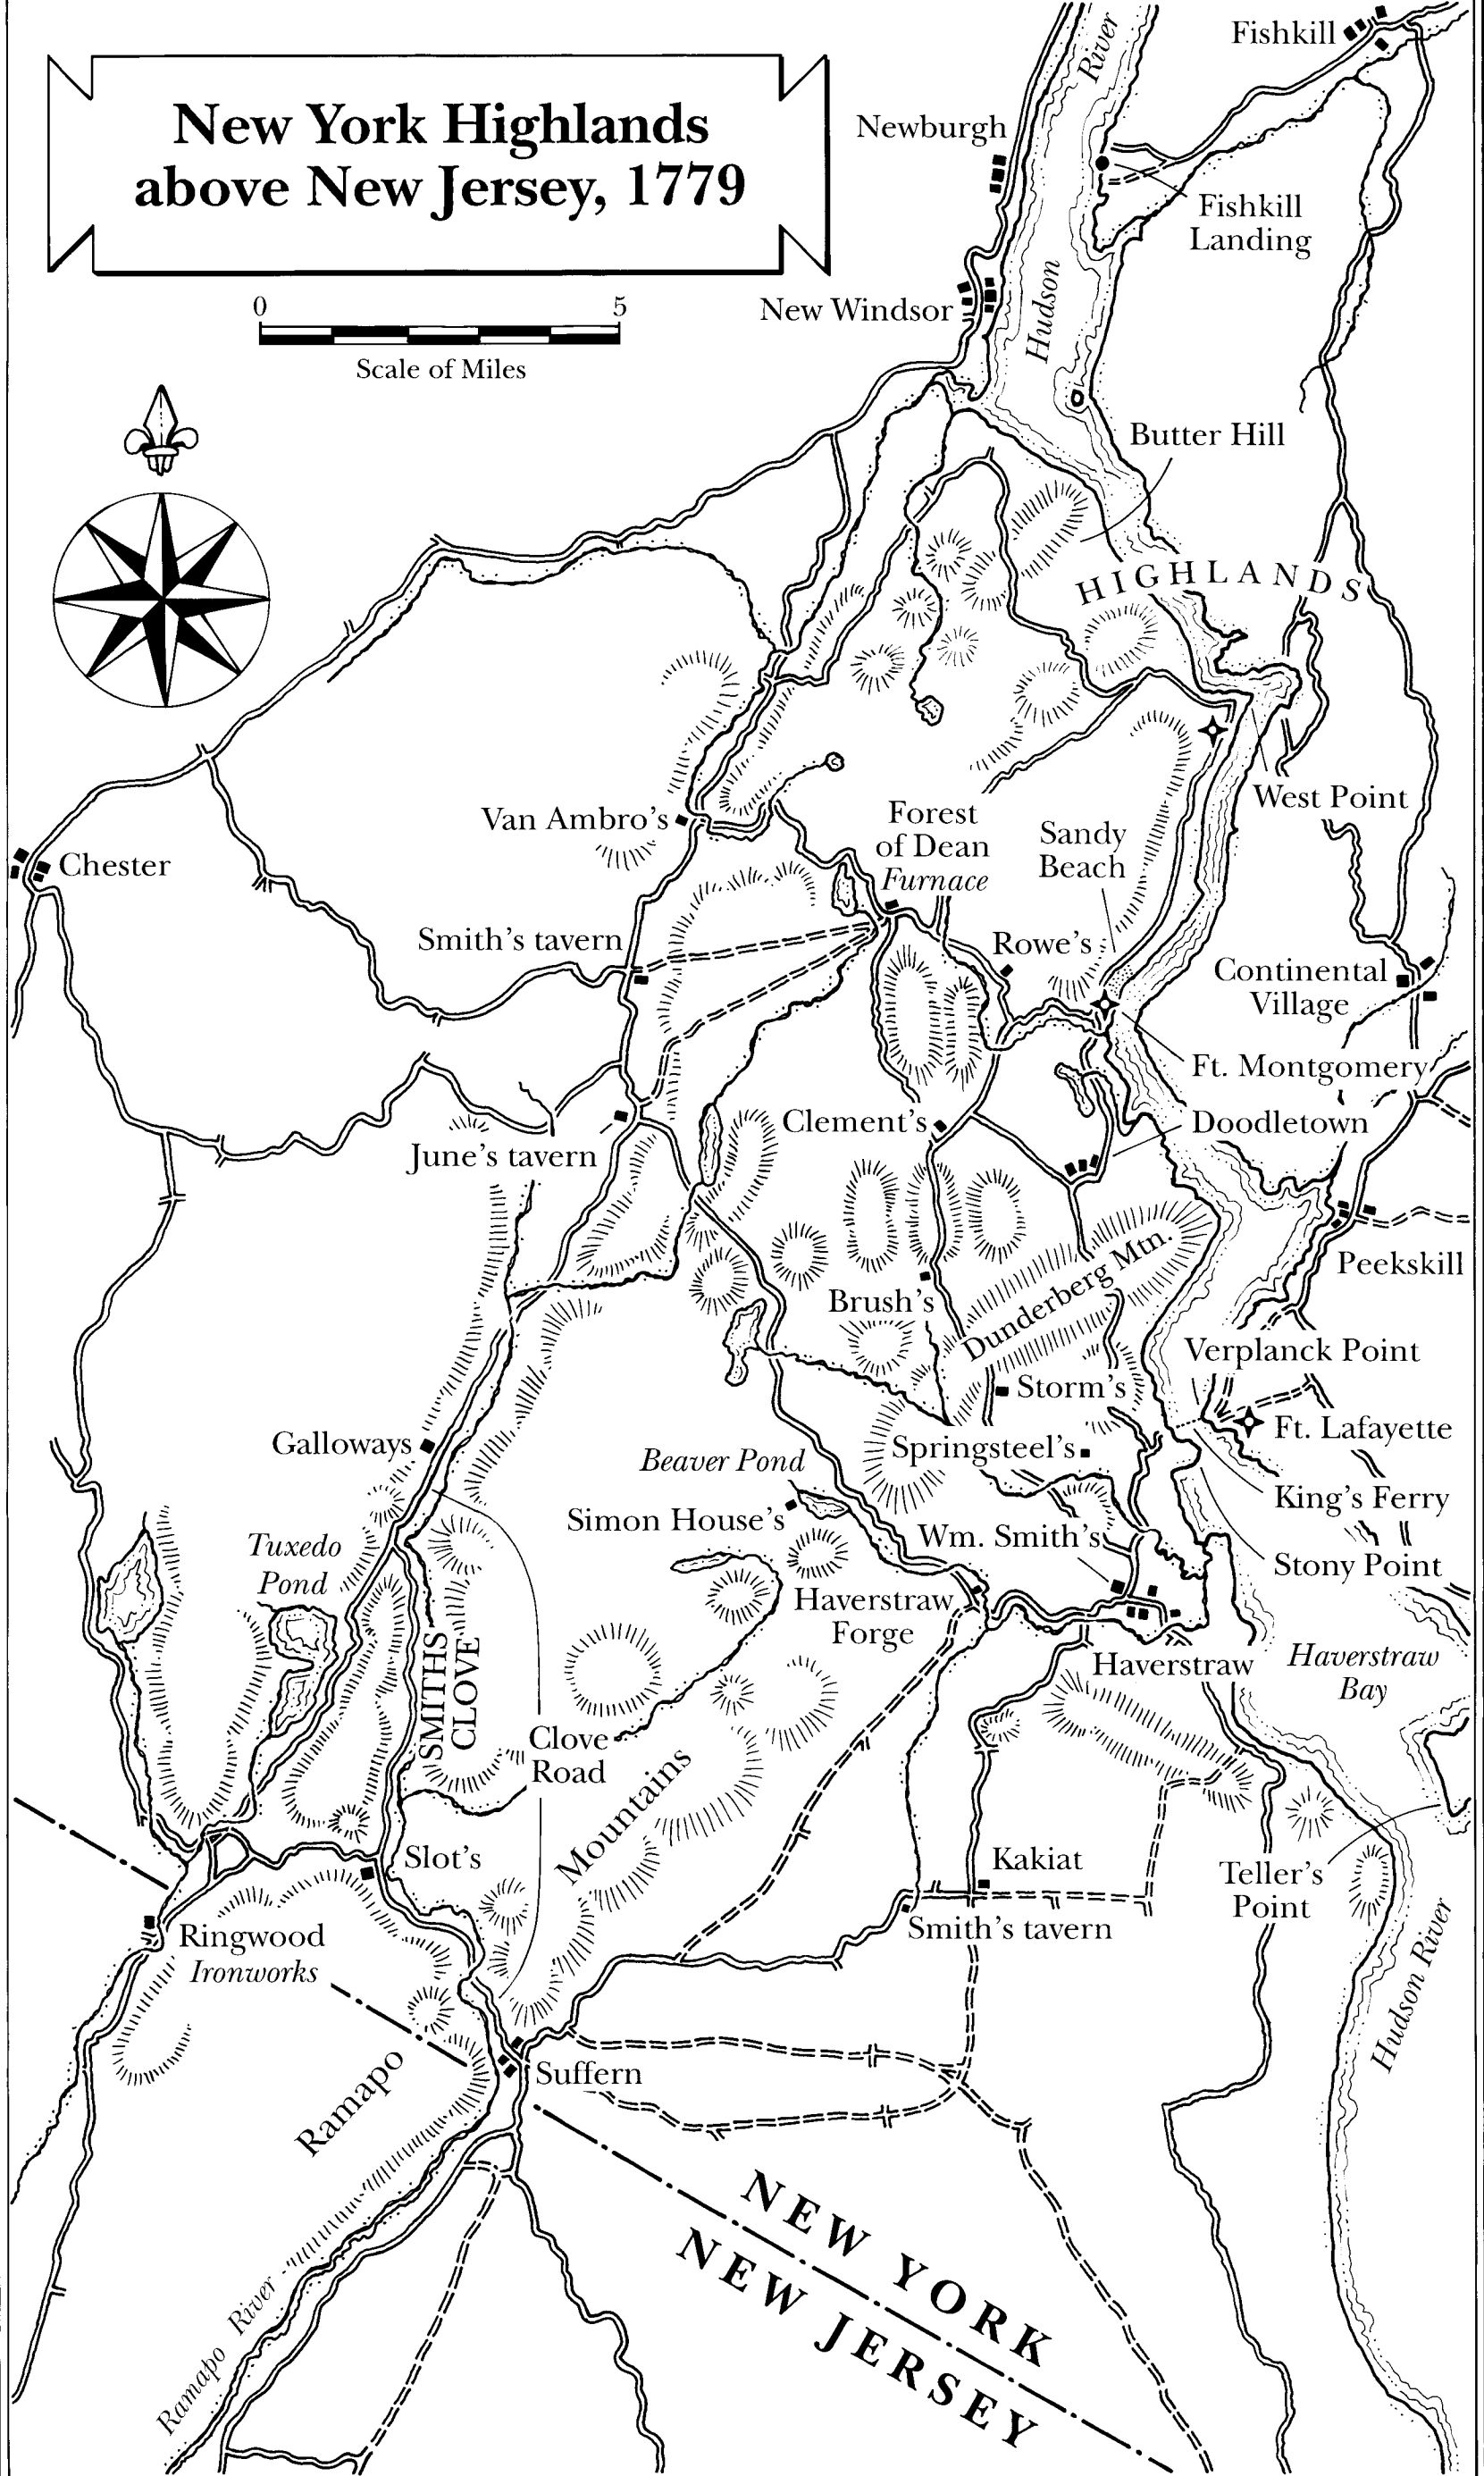 New York Highlands
above New Jersey, 1779
0 5
Scale of Miles
River
Fishkill
Newburgh
Fishkill
Landing
New Windsor
Hudson
Butter Hill
HIGHLANDS
West Point
Van Ambro's
Forest
of Dean
Furnace
Sandy
Beach
Chester
Smith's tavern
Rowe's
Continental
Village
Ft. Montgomery
Clement's
Doodletown
June's tavern
Peekskill
Brush's
Dunderberg Mtn.
Verplanck Point
Storm's
Ft. Lafayette
Galloways
Springsteel's
Beaver Pond
King's Ferry
Simon House's
Wm. Smith's
Stony Point
Tuxedo
Pond
Haverstraw
Forge
SMITHS
CLOVE
Haverstraw
Haverstraw
Bay
Clove
Road
Mountains
Slot's
Kakiat
Teller's
Point
Smith's tavern
Ringwood
Ironworks
Hudson River
Suffern
Ramapo
Ramapo River
NEW YORK
NEW JERSEY